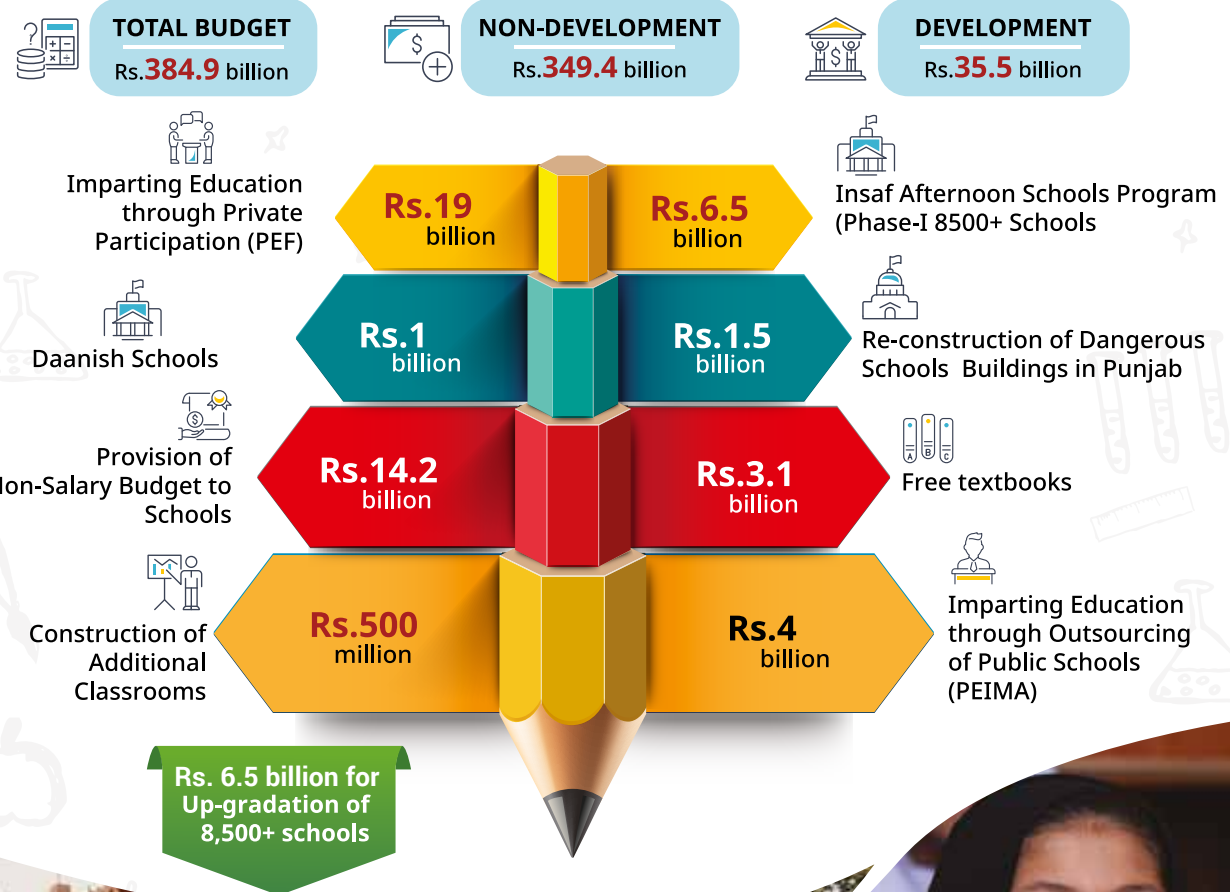 TOTAL BUDGET
Rs.384.9 billion
NON-DEVELOPMENT
Rs.349.4 billion
DEVELOPMENT
Rs.35.5 billion
Imparting Education
through Private
Participation (PEF)
Rs.19
billion
Rs.6.5
billion
Insaf Afternoon Schools Program
(Phase-I 8500+ Schools
Daanish Schools
Rs.1
billion
Rs.1.5
billion
Re-construction of Dangerous
Schools Buildings in Punjab
Provision of
on-Salary Budget to
Schools
Rs.14.2
billion
Rs.3.1
billion
A B C
Free textbooks
Construction of
Additional
Classrooms
Rs.500
million
Rs.4
billion
Imparting Education
through Outsourcing
of Public Schools
(PEIMA)
Rs. 6.5 billion for
Up-gradation of
8,500+ schools